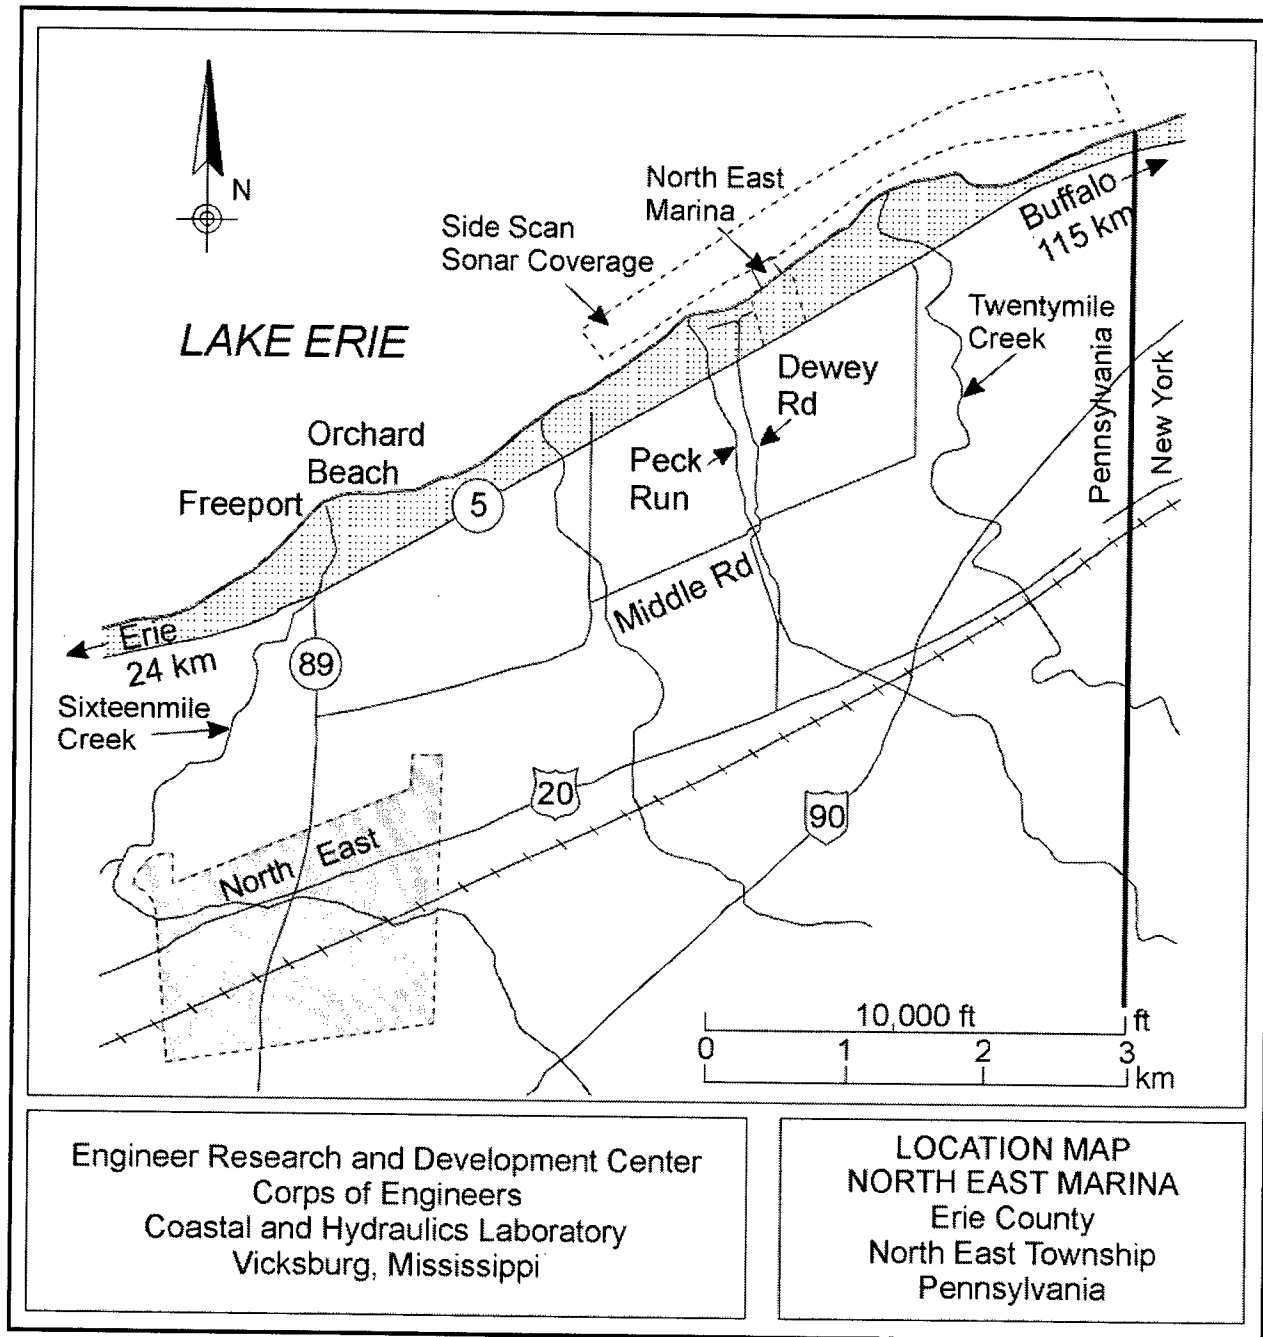 N
North East
Marina
Side Scan
Sonar Coverage
Buffalo
115 km
LAKE ERIE
Twentymile
Creek
Pennsylvania
New York
Dewey
Rd
Orchard
Beach
Freeport
5
Peck
Run
Middle Rd
Erie
24 km
89
Sixteenmile
Creek
20
90
North East
10,000 ft
ft
0 1 2 3
km
Engineer Research and Development Center
Corps of Engineers
Coastal and Hydraulics Laboratory
Vicksburg, Mississippi
LOCATION MAP
NORTH EAST MARINA
Erie County
North East Township
Pennsylvania